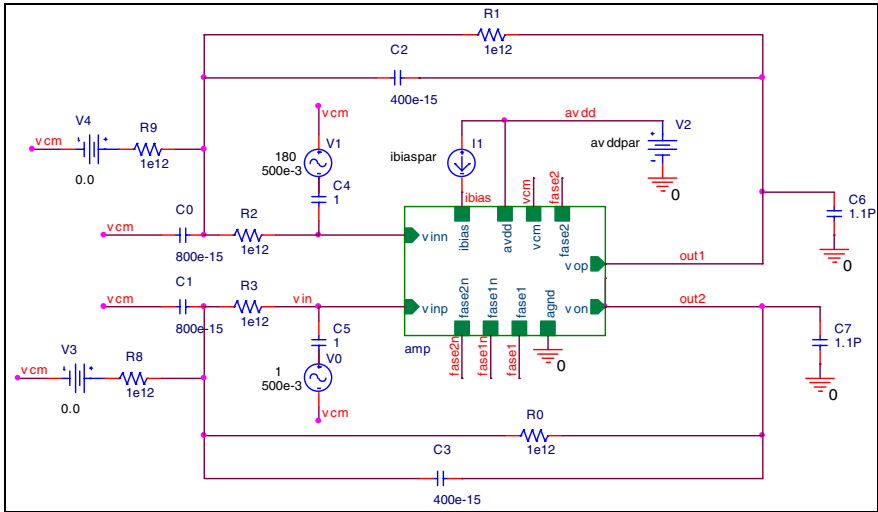 R1
1e12
C2
400e-15
V4
vcm
R9
1e12
0.0
vcm
V1
180
500e-3
C4
1
I1
ibiaspar
avdd
V2
avddpar
0
ibias
vcm
fase2
C0
vcm
800e-15
R2
1e12
vinn
ibias
avdd
vcm
fase2
C6
1.1P
0
vop
out1
C1
vcm
800e-15
R3
1e12
vin
vinp
fase2n
fase1n
fase1
agnd
von
out2
C5
1
V0
1
500e-3
vcm
amp
fase2n
fase1n
fase1
0
C7
1.1P
0
V3
vcm
R8
1e12
0.0
R0
1e12
C3
400e-15